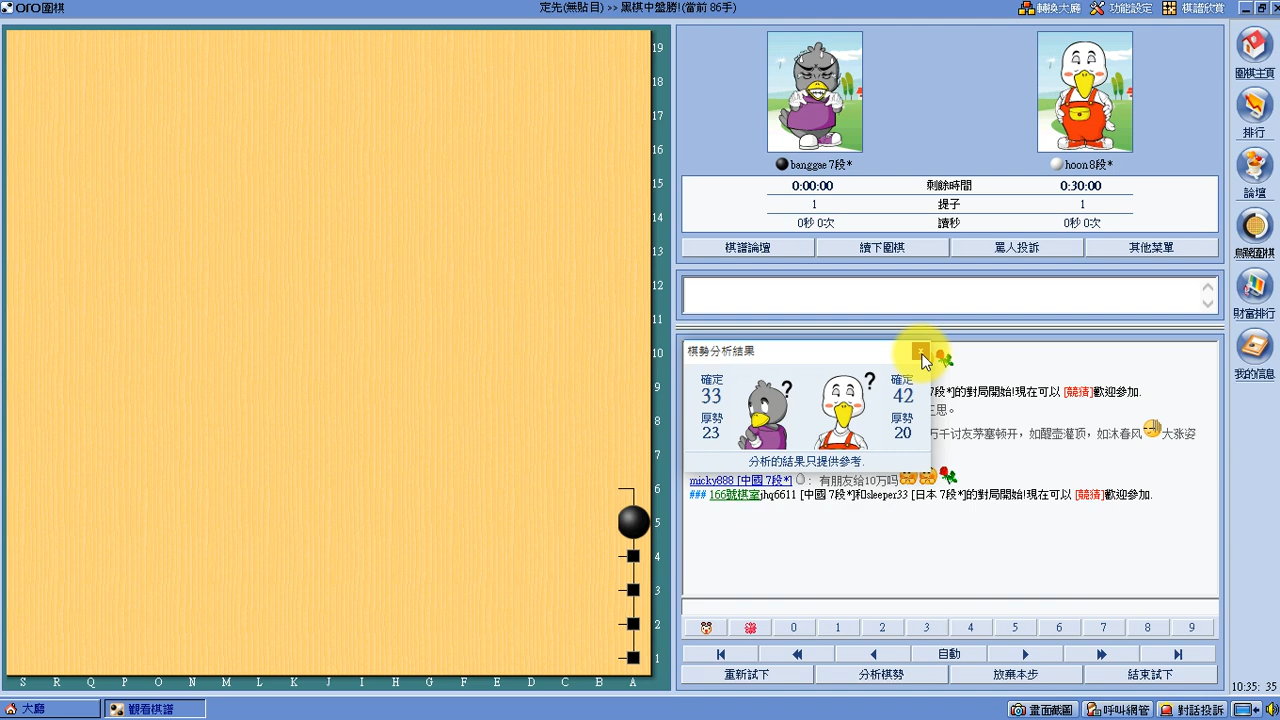 oro圍棋
定先(無貼目) >> 黑棋中盤勝!(當前 86手)
轉換大廳 功能設定 棋譜欣賞
19
18
17
16
15
14
13
12
11
10
9
8
7
6
5
4
3
2
1
S R Q P O N M L K J I H G F E D C B A
banggae 7段*
hoon 8段*
0:00:00 剩餘時間 0:30:00
1 提子 1
0秒 0次 讀秒 0秒 0次
棋譜論壇 續下圍棋 罵人投訴 其他菜單
棋勢分析結果
確定
33
厚勢
23
確定
42
厚勢
20
分析的結果只提供參考.
7段*]的對局開始!現在可以 [競猜]歡迎參加.
三思。
万千讨友茅塞顿开，如醍壶灌顶，如沐春风 大张姿
micky888 [中國 7段*] : 有朋友给10万吗
### 166號棋室jhq6611 [中國 7段*]和sleeper33 [日本 7段*]的對局開始!現在可以 [競猜]歡迎參加.
0 1 2 3 4 5 6 7 8 9
自動
重新試下 分析棋勢 放棄本步 結束試下
圍棋主頁
排行
論壇
鳥鷺圍棋
財富排行
我的信息
10:35: 35
大廳 觀看棋譜
畫面截圖 呼叫網管 對話投訴